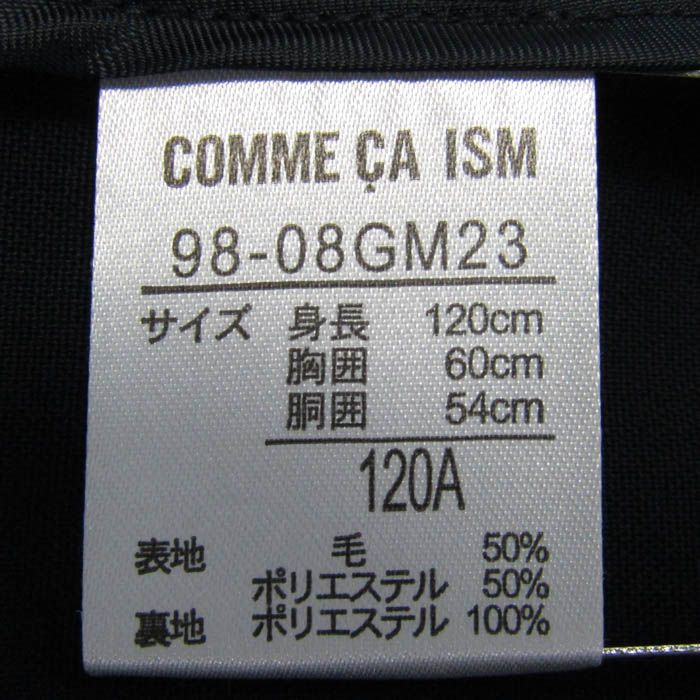 COMME ÇA ISM
98-08GM23
サイズ 身長 120cm
胸囲 60cm
胴囲 54cm
120A
表地 毛 50%
ポリエステル 50%
裏地 ポリエステル 100%